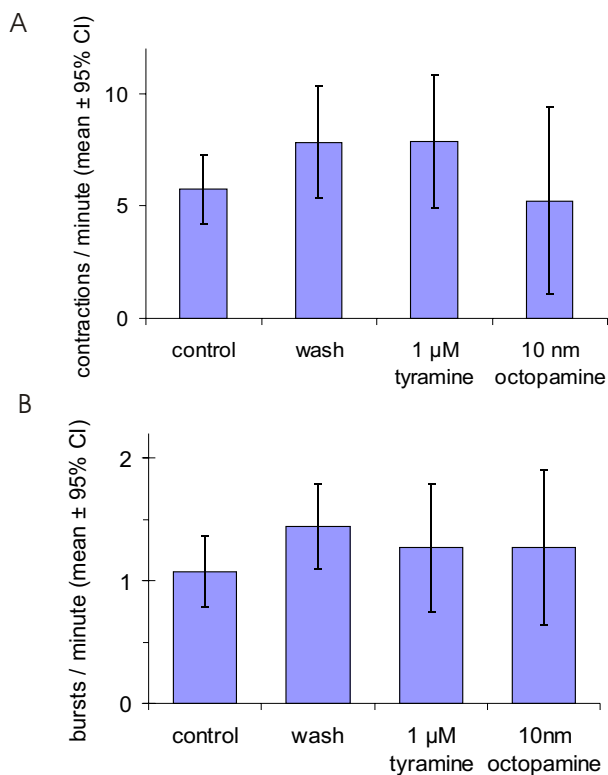 A
contractions / minute (mean ± 95% CI)
10
5
0
control
wash
1 µM
tyramine
10 nm
octopamine
B
bursts / minute (mean ± 95% CI)
2
1
0
control
wash
1 µM
tyramine
10nm
octopamine